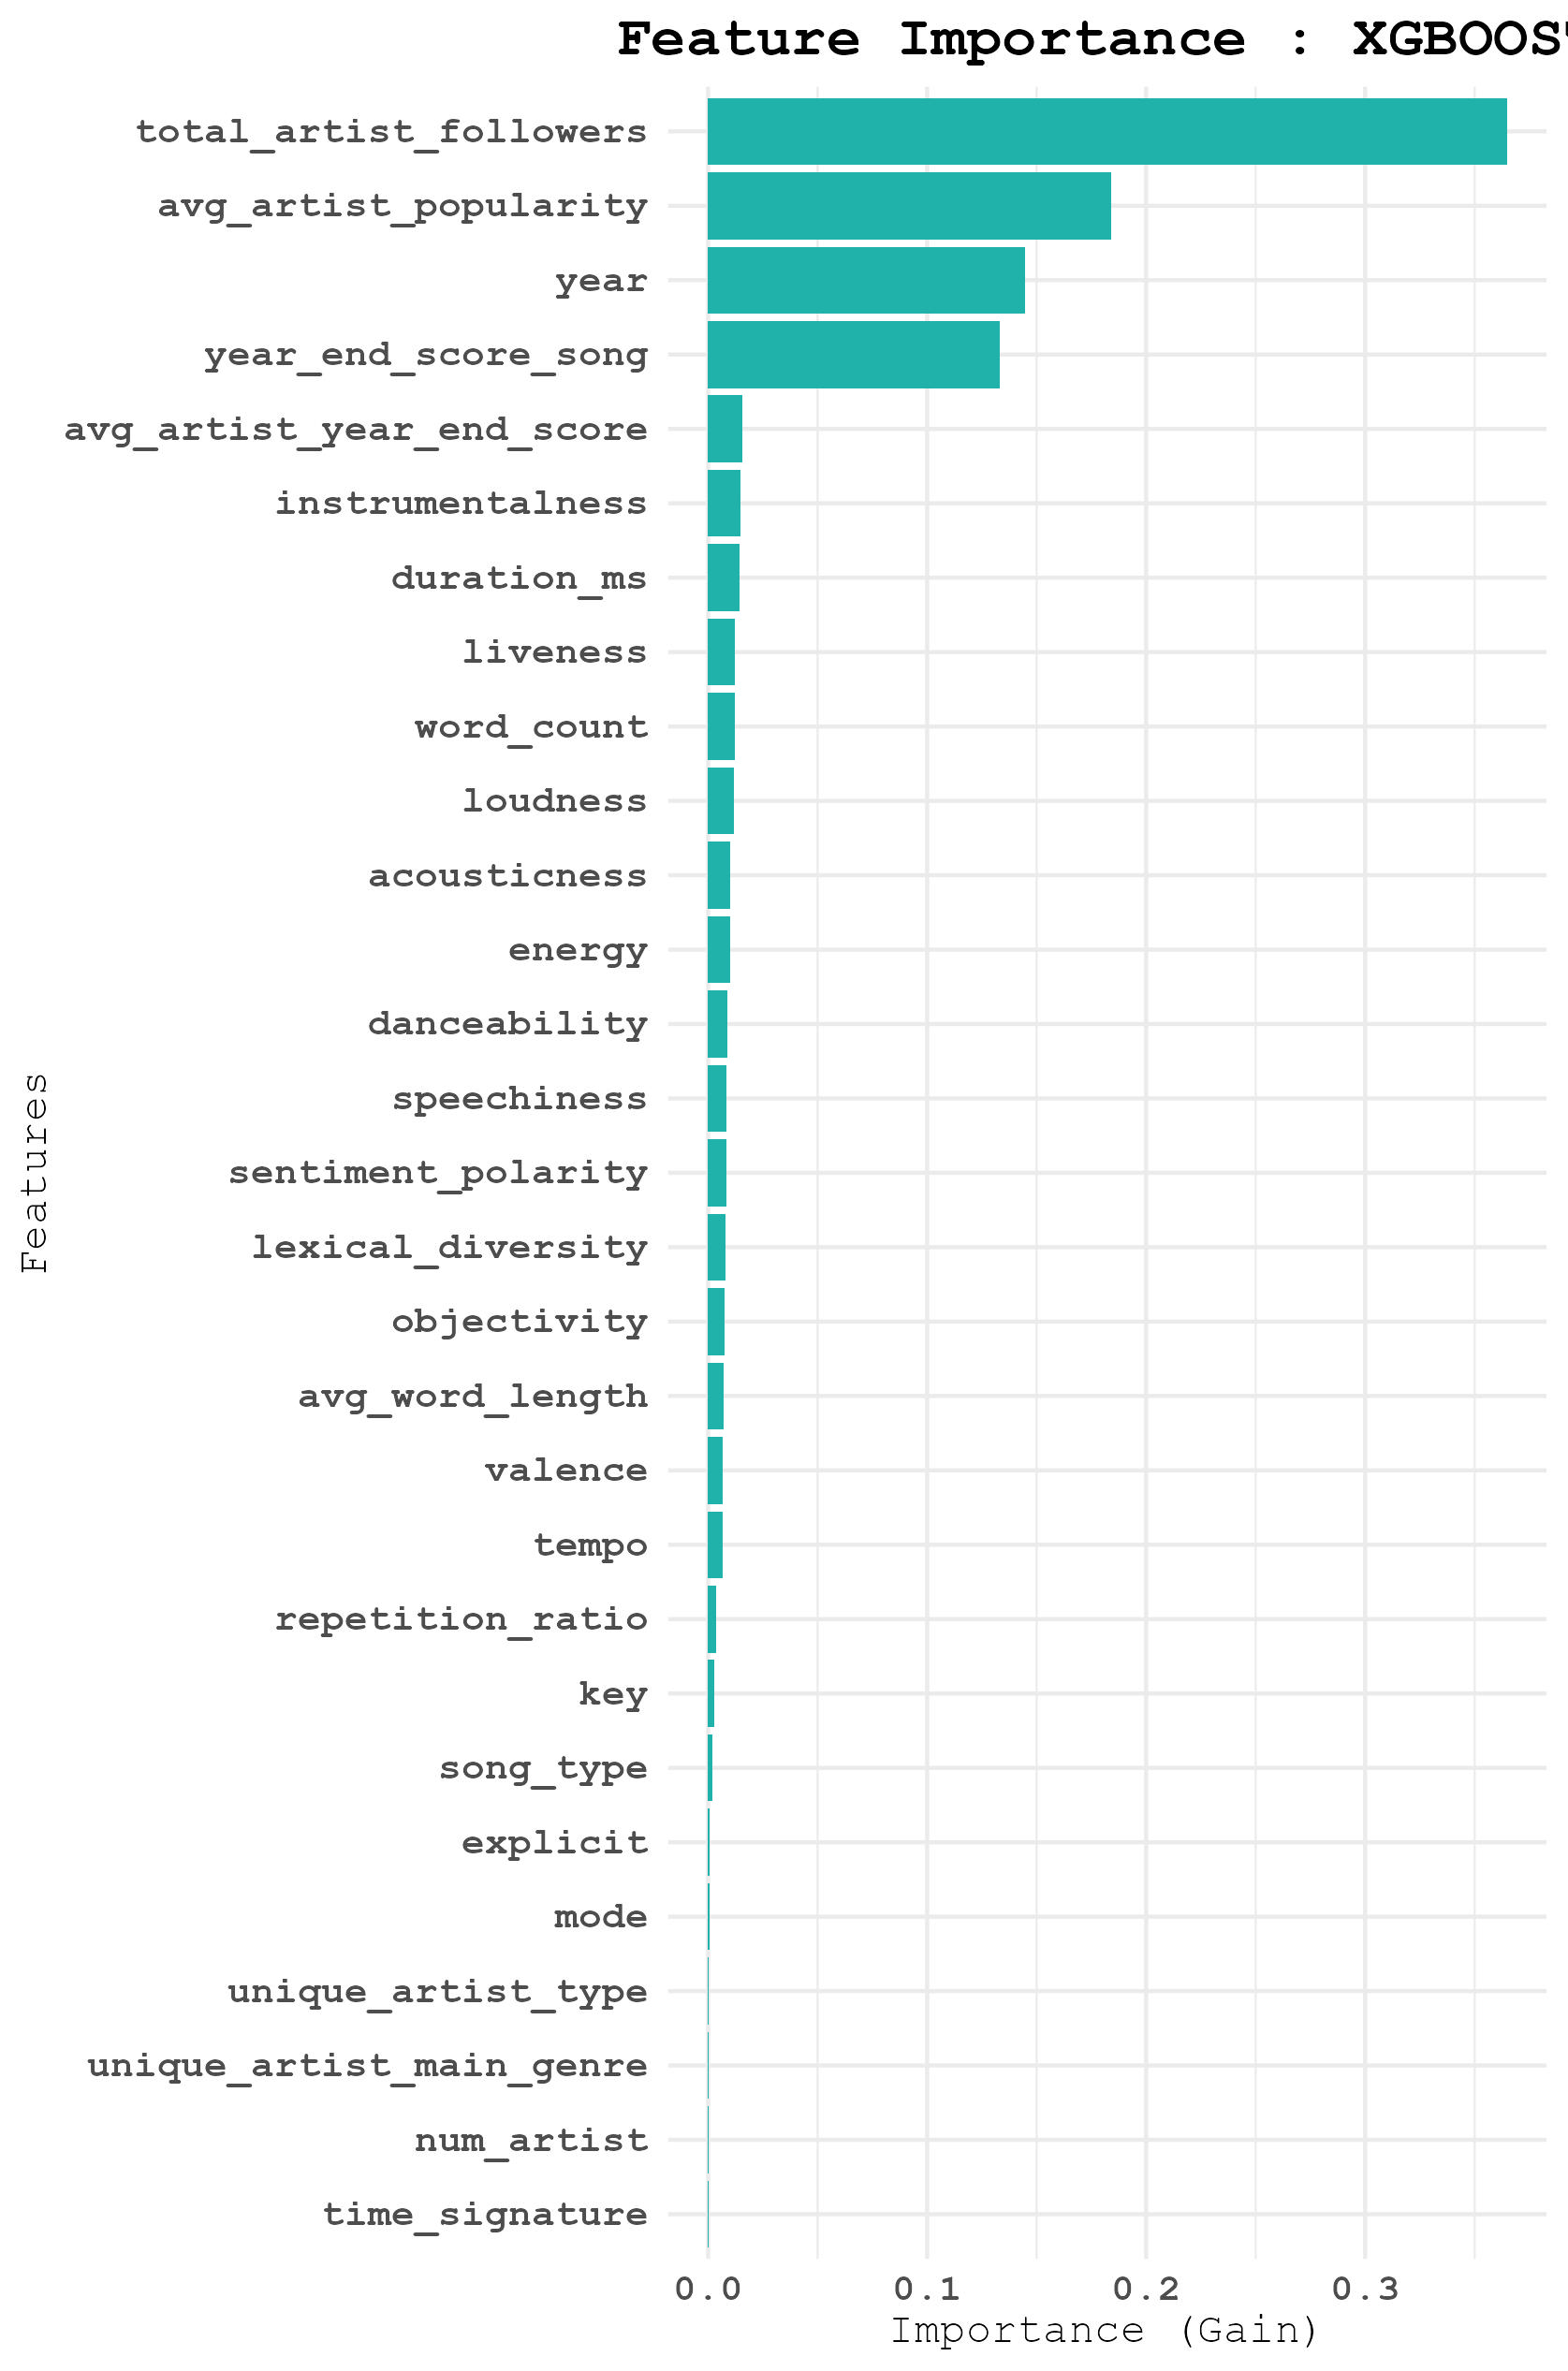 Feature Importance : XGBOOST
total_artist_followers
avg_artist_popularity
year
year_end_score_song
avg_artist_year_end_score
instrumentalness
duration_ms
liveness
word_count
loudness
acousticness
energy
danceability
speechiness
sentiment_polarity
lexical_diversity
objectivity
avg_word_length
valence
tempo
repetition_ratio
key
song_type
explicit
mode
unique_artist_type
unique_artist_main_genre
num_artist
time_signature
Features
0.0 0.1 0.2 0.3
Importance (Gain)